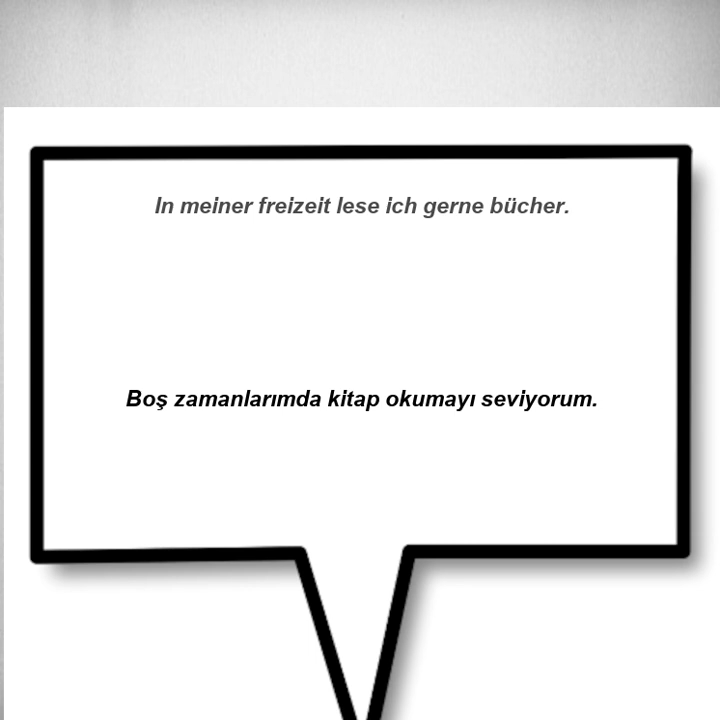 In meiner freizeit lese ich gerne bücher.
Boş zamanlarımda kitap okumayı seviyorum.